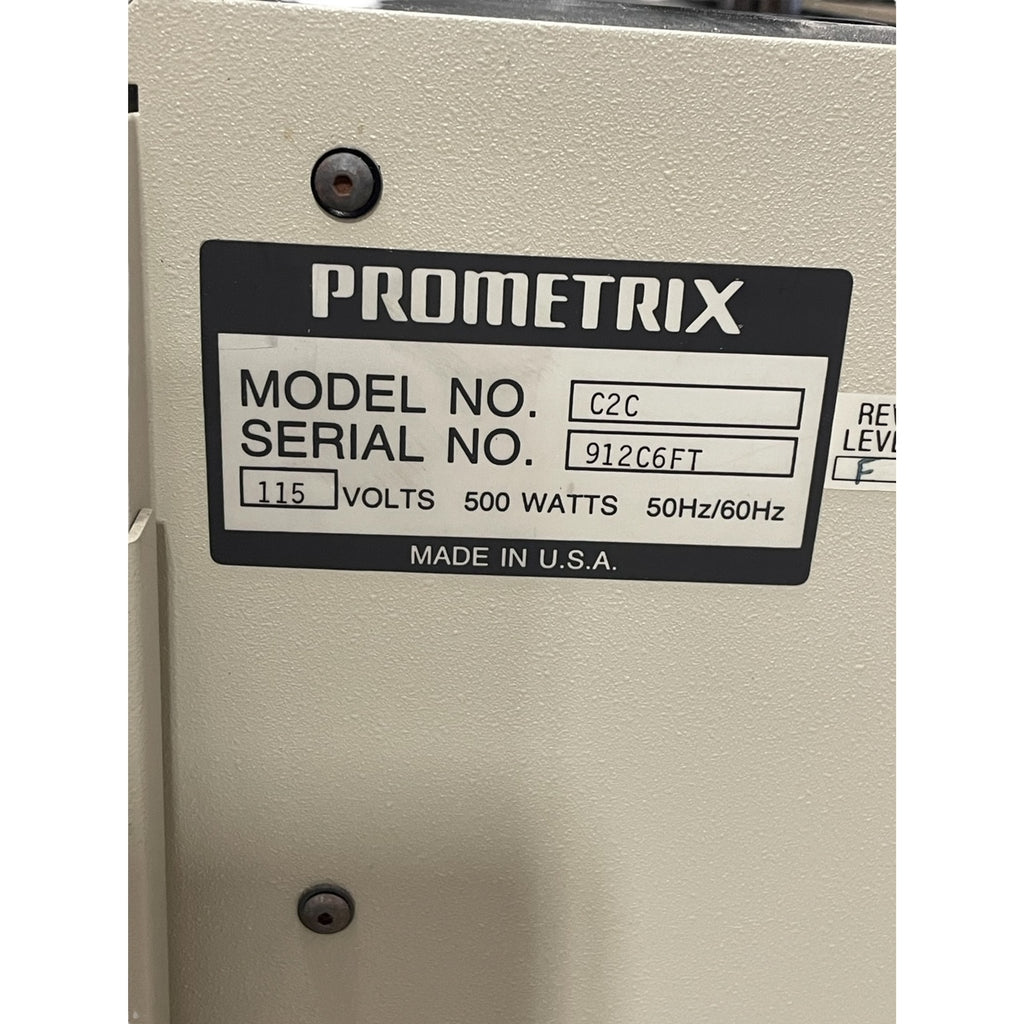 PROMETRIX
MODEL NO. C2C
SERIAL NO. 912C6FT
115 VOLTS 500 WATTS 50Hz/60Hz
MADE IN U.S.A.
F